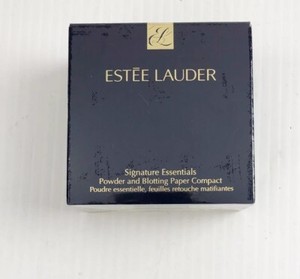 EL
ESTĒE LAUDER
Signature Essentials
Powder and Blotting Paper Compact
Poudre essentielle, feuilles retouche matifiantes